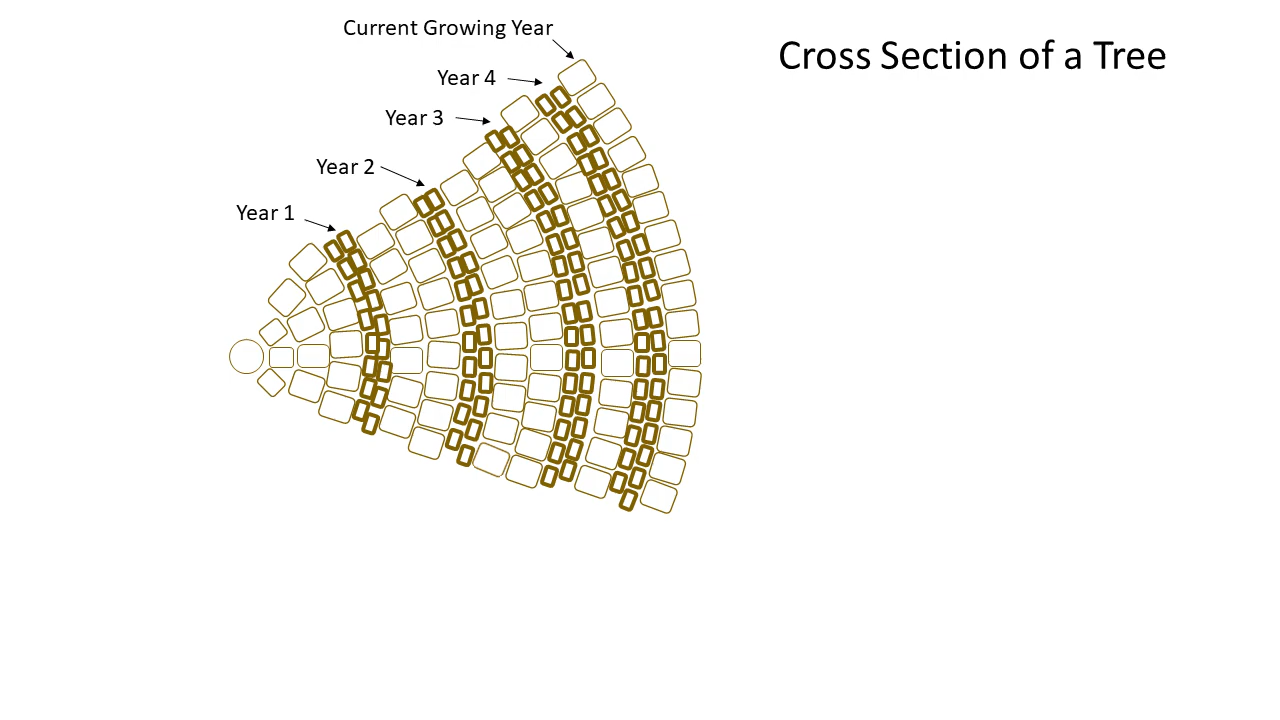 Current Growing Year
Cross Section of a Tree
Year 4
Year 3
Year 2
Year 1